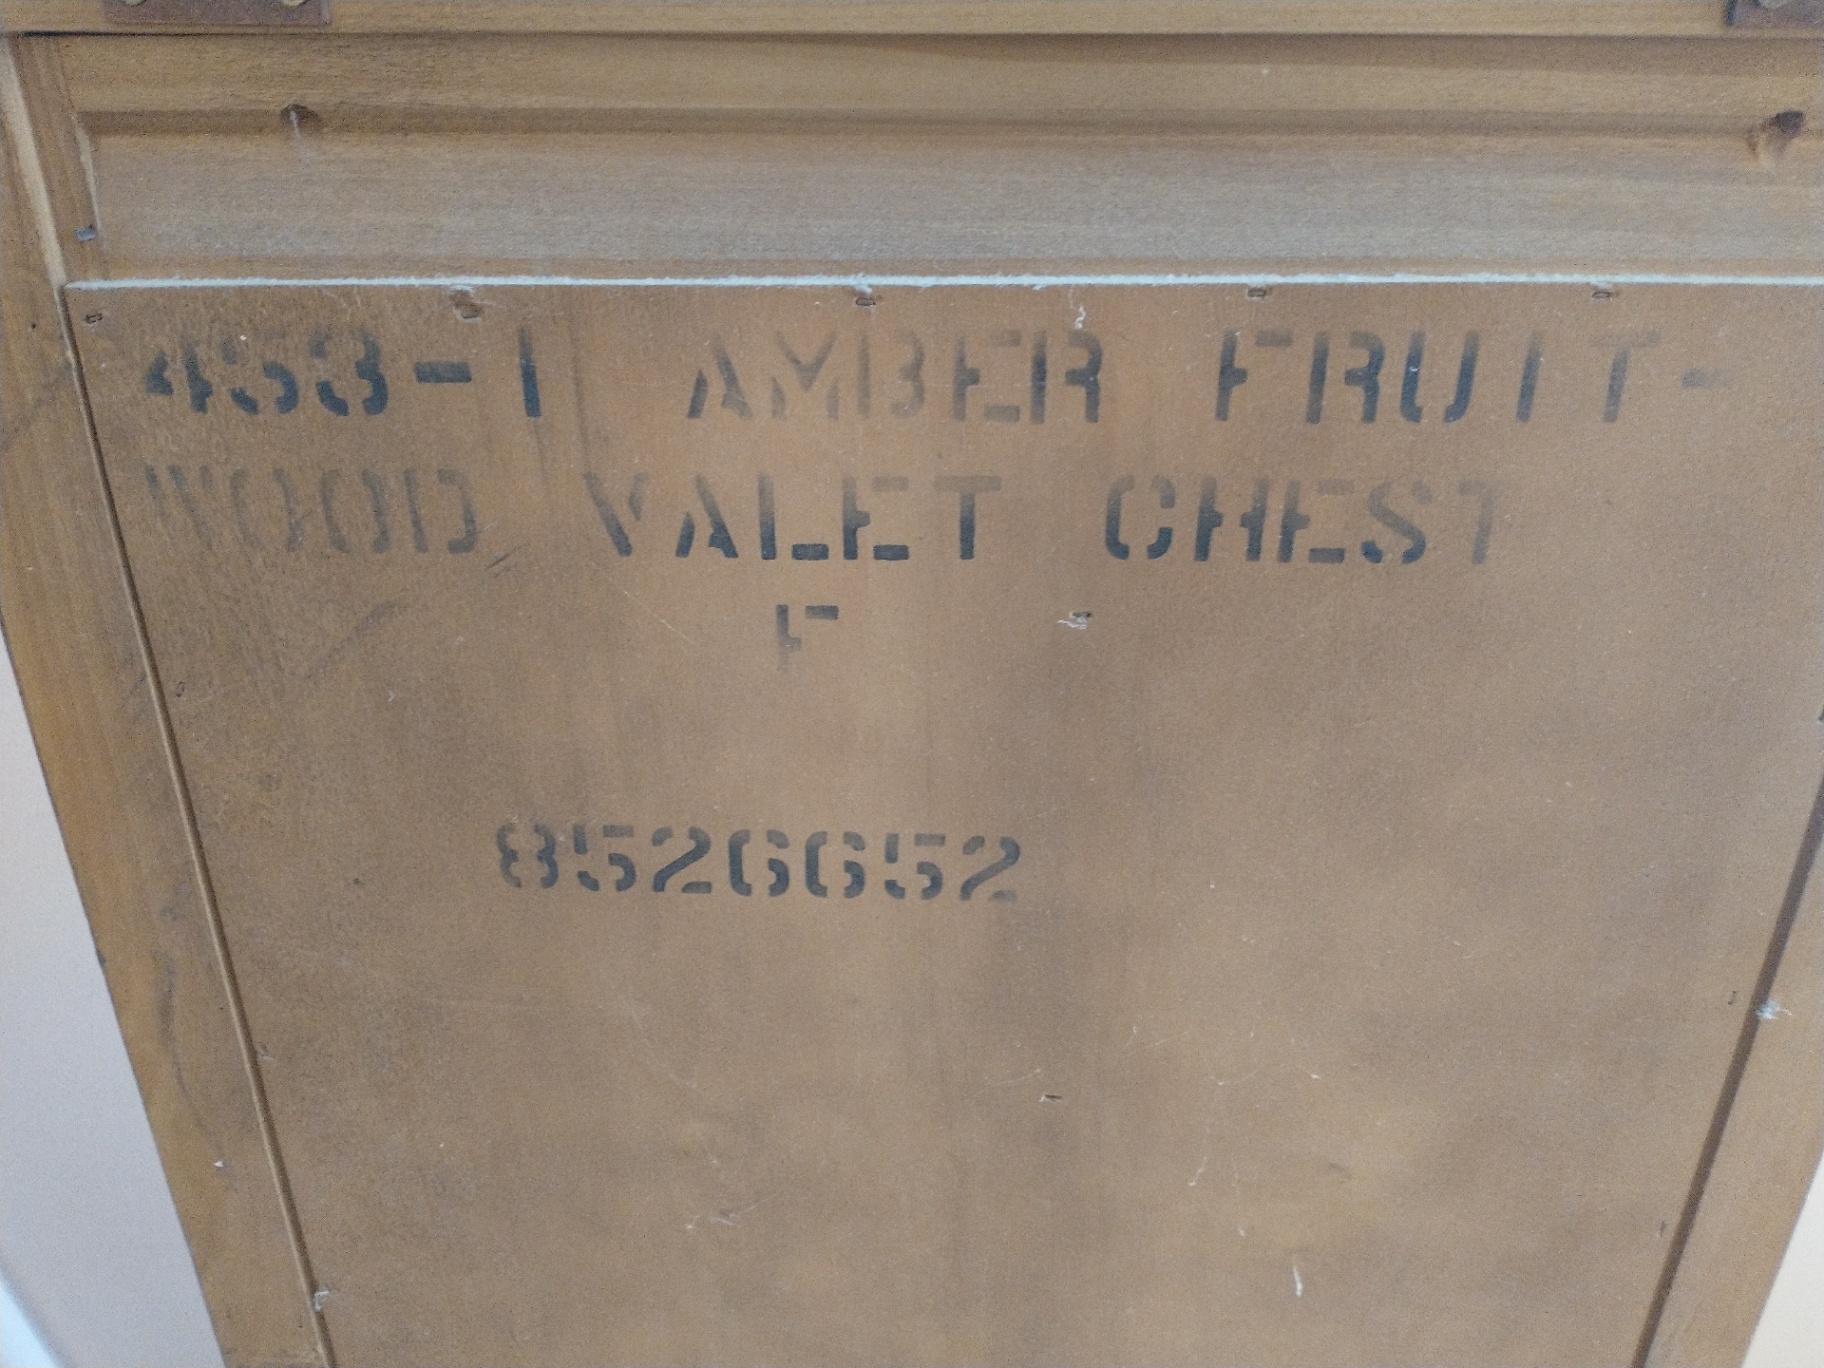 453-1 AMBER FRUIT-
WOOD VALET CHEST
F
8526652